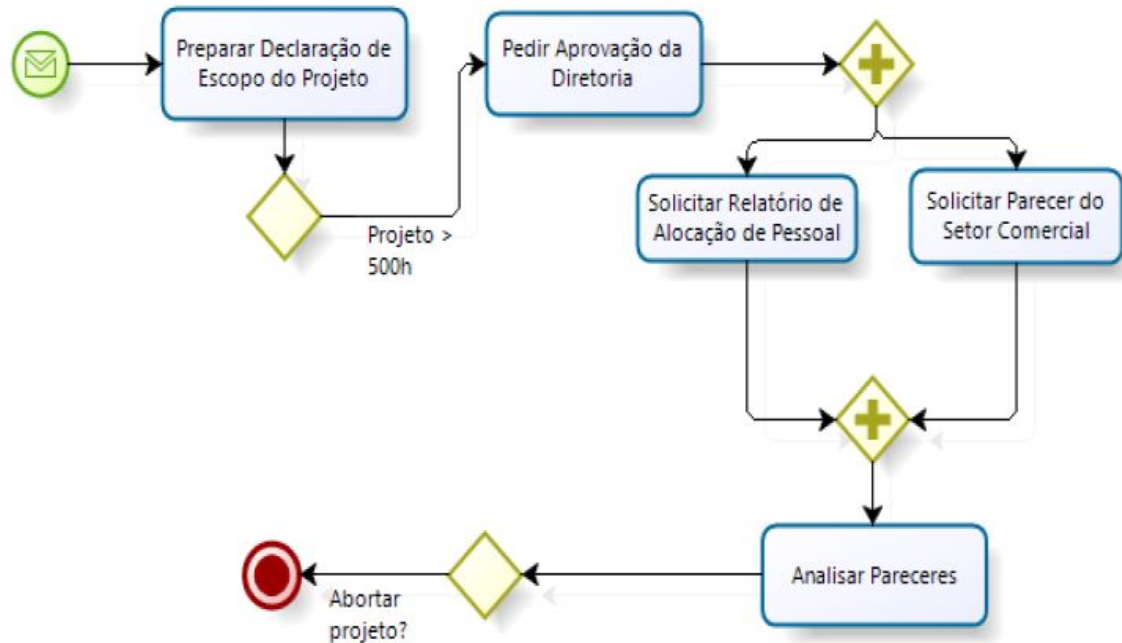 Preparar Declaração de
Escopo do Projeto
Pedir Aprovação da
Diretoria
Projeto >
500h
Solicitar Relatório de
Alocação de Pessoal
Solicitar Parecer do
Setor Comercial
Analisar Pareceres
Abortar
projeto?